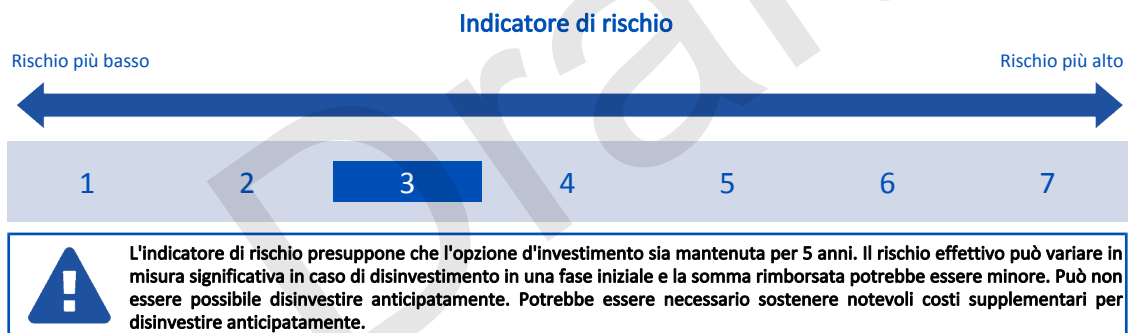 Indicatore di rischio
Rischio più basso
Rischio più alto
1 2 3 4 5 6 7
L'indicatore di rischio presuppone che l'opzione d'investimento sia mantenuta per 5 anni. Il rischio effettivo può variare in
misura significativa in caso di disinvestimento in una fase iniziale e la somma rimborsata potrebbe essere minore. Può non
essere possibile disinvestire anticipatamente. Potrebbe essere necessario sostenere notevoli costi supplementari per
disinvestire anticipatamente.